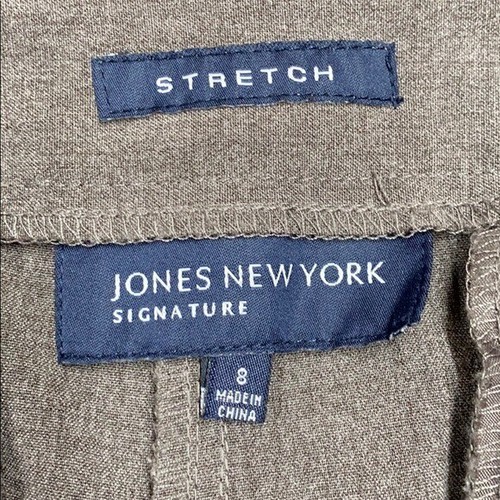 STRETCH
JONES NEW YORK
SIGNATURE
8
MADE IN
CHINA